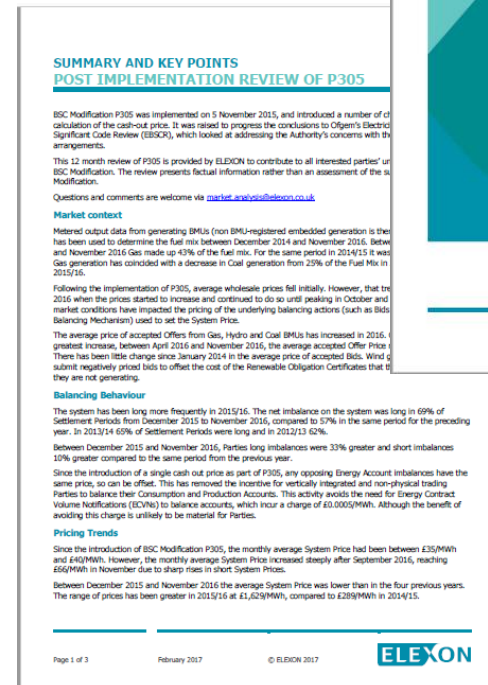 SUMMARY AND KEY POINTS
POST IMPLEMENTATION REVIEW OF P305
BSC Modification P305 was implemented on 5 November 2015, and introduced a number of ch
calculation of the cash-out price. It was raised to progress the conclusions to Ofgem's Electrici
Significant Code Review (EBSCR), which looked at addressing the Authority's concerns with th
arrangements.
This 12 month review of P305 is provided by ELEXON to contribute to all interested parties' un
BSC Modification. The review presents factual information rather than an assessment of the su
Modification.
Questions and comments are welcome via market.analysis@elexon.co.uk
Market context
Metered output data from generating BMUs (non BMU-registered embedded generation is ther
has been used to determine the fuel mix between December 2014 and November 2016. Betwe
and November 2016 Gas made up 43% of the fuel mix. For the same period in 2014/15 it was
Gas generation has coincided with a decrease in Coal generation from 25% of the Fuel Mix in
2015/16.
Following the implementation of P305, average wholesale prices fell initially. However, that tre
2016 when the prices started to increase and continued to do so until peaking in October and
market conditions have impacted the pricing of the underlying balancing actions (such as Bids
Balancing Mechanism) used to set the System Price.
The average price of accepted Offers from Gas, Hydro and Coal BMUs has increased in 2016.
greatest increase, between April 2016 and November 2016, the average accepted Offer Price
There has been little change since January 2014 in the average price of accepted Bids. Wind g
submit negatively priced bids to offset the cost of the Renewable Obligation Certificates that th
they are not generating.
Balancing Behaviour
The system has been long more frequently in 2015/16. The net imbalance on the system was long in 69% of
Settlement Periods from December 2015 to November 2016, compared to 57% in the same period for the preceding
year. In 2013/14 65% of Settlement Periods were long and in 2012/13 62%.
Between December 2015 and November 2016, Parties long imbalances were 33% greater and short imbalances
10% greater compared to the same period from the previous year.
Since the introduction of a single cash out price as part of P305, any opposing Energy Account imbalances have the
same price, so can be offset. This has removed the incentive for vertically integrated and non-physical trading
Parties to balance their Consumption and Production Accounts. This activity avoids the need for Energy Contract
Volume Notifications (ECVNs) to balance accounts, which incur a charge of £0.0005/MWh. Although the benefit of
avoiding this charge is unlikely to be material for Parties.
Pricing Trends
Since the introduction of BSC Modification P305, the monthly average System Price had been between £35/MWh
and £40/MWh. However, the monthly average System Price increased steeply after September 2016, reaching
£66/MWh in November due to sharp rises in short System Prices.
Between December 2015 and November 2016 the average System Price was lower than in the four previous years.
The range of prices has been greater in 2015/16 at £1,629/MWh, compared to £289/MWh in 2014/15.
Page 1 of 3 February 2017 © ELEXON 2017 ELEXON